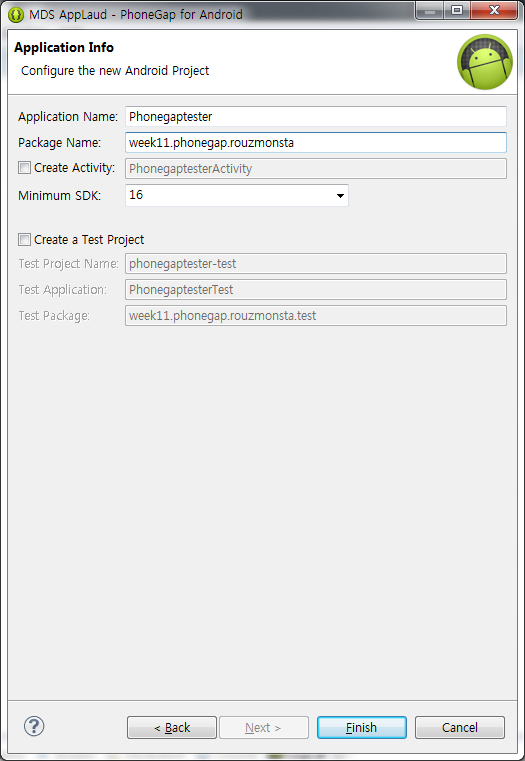 MDS AppLaud - PhoneGap for Android
Application Info
Configure the new Android Project
Application Name: Phonegaptester
Package Name: week11.phonegap.rouzmonsta
Create Activity: PhonegaptesterActivity
Minimum SDK: 16
Create a Test Project
Test Project Name: phonegaptester-test
Test Application: PhonegaptesterTest
Test Package: week11.phonegap.rouzmonsta.test
? < Back Next > Finish Cancel